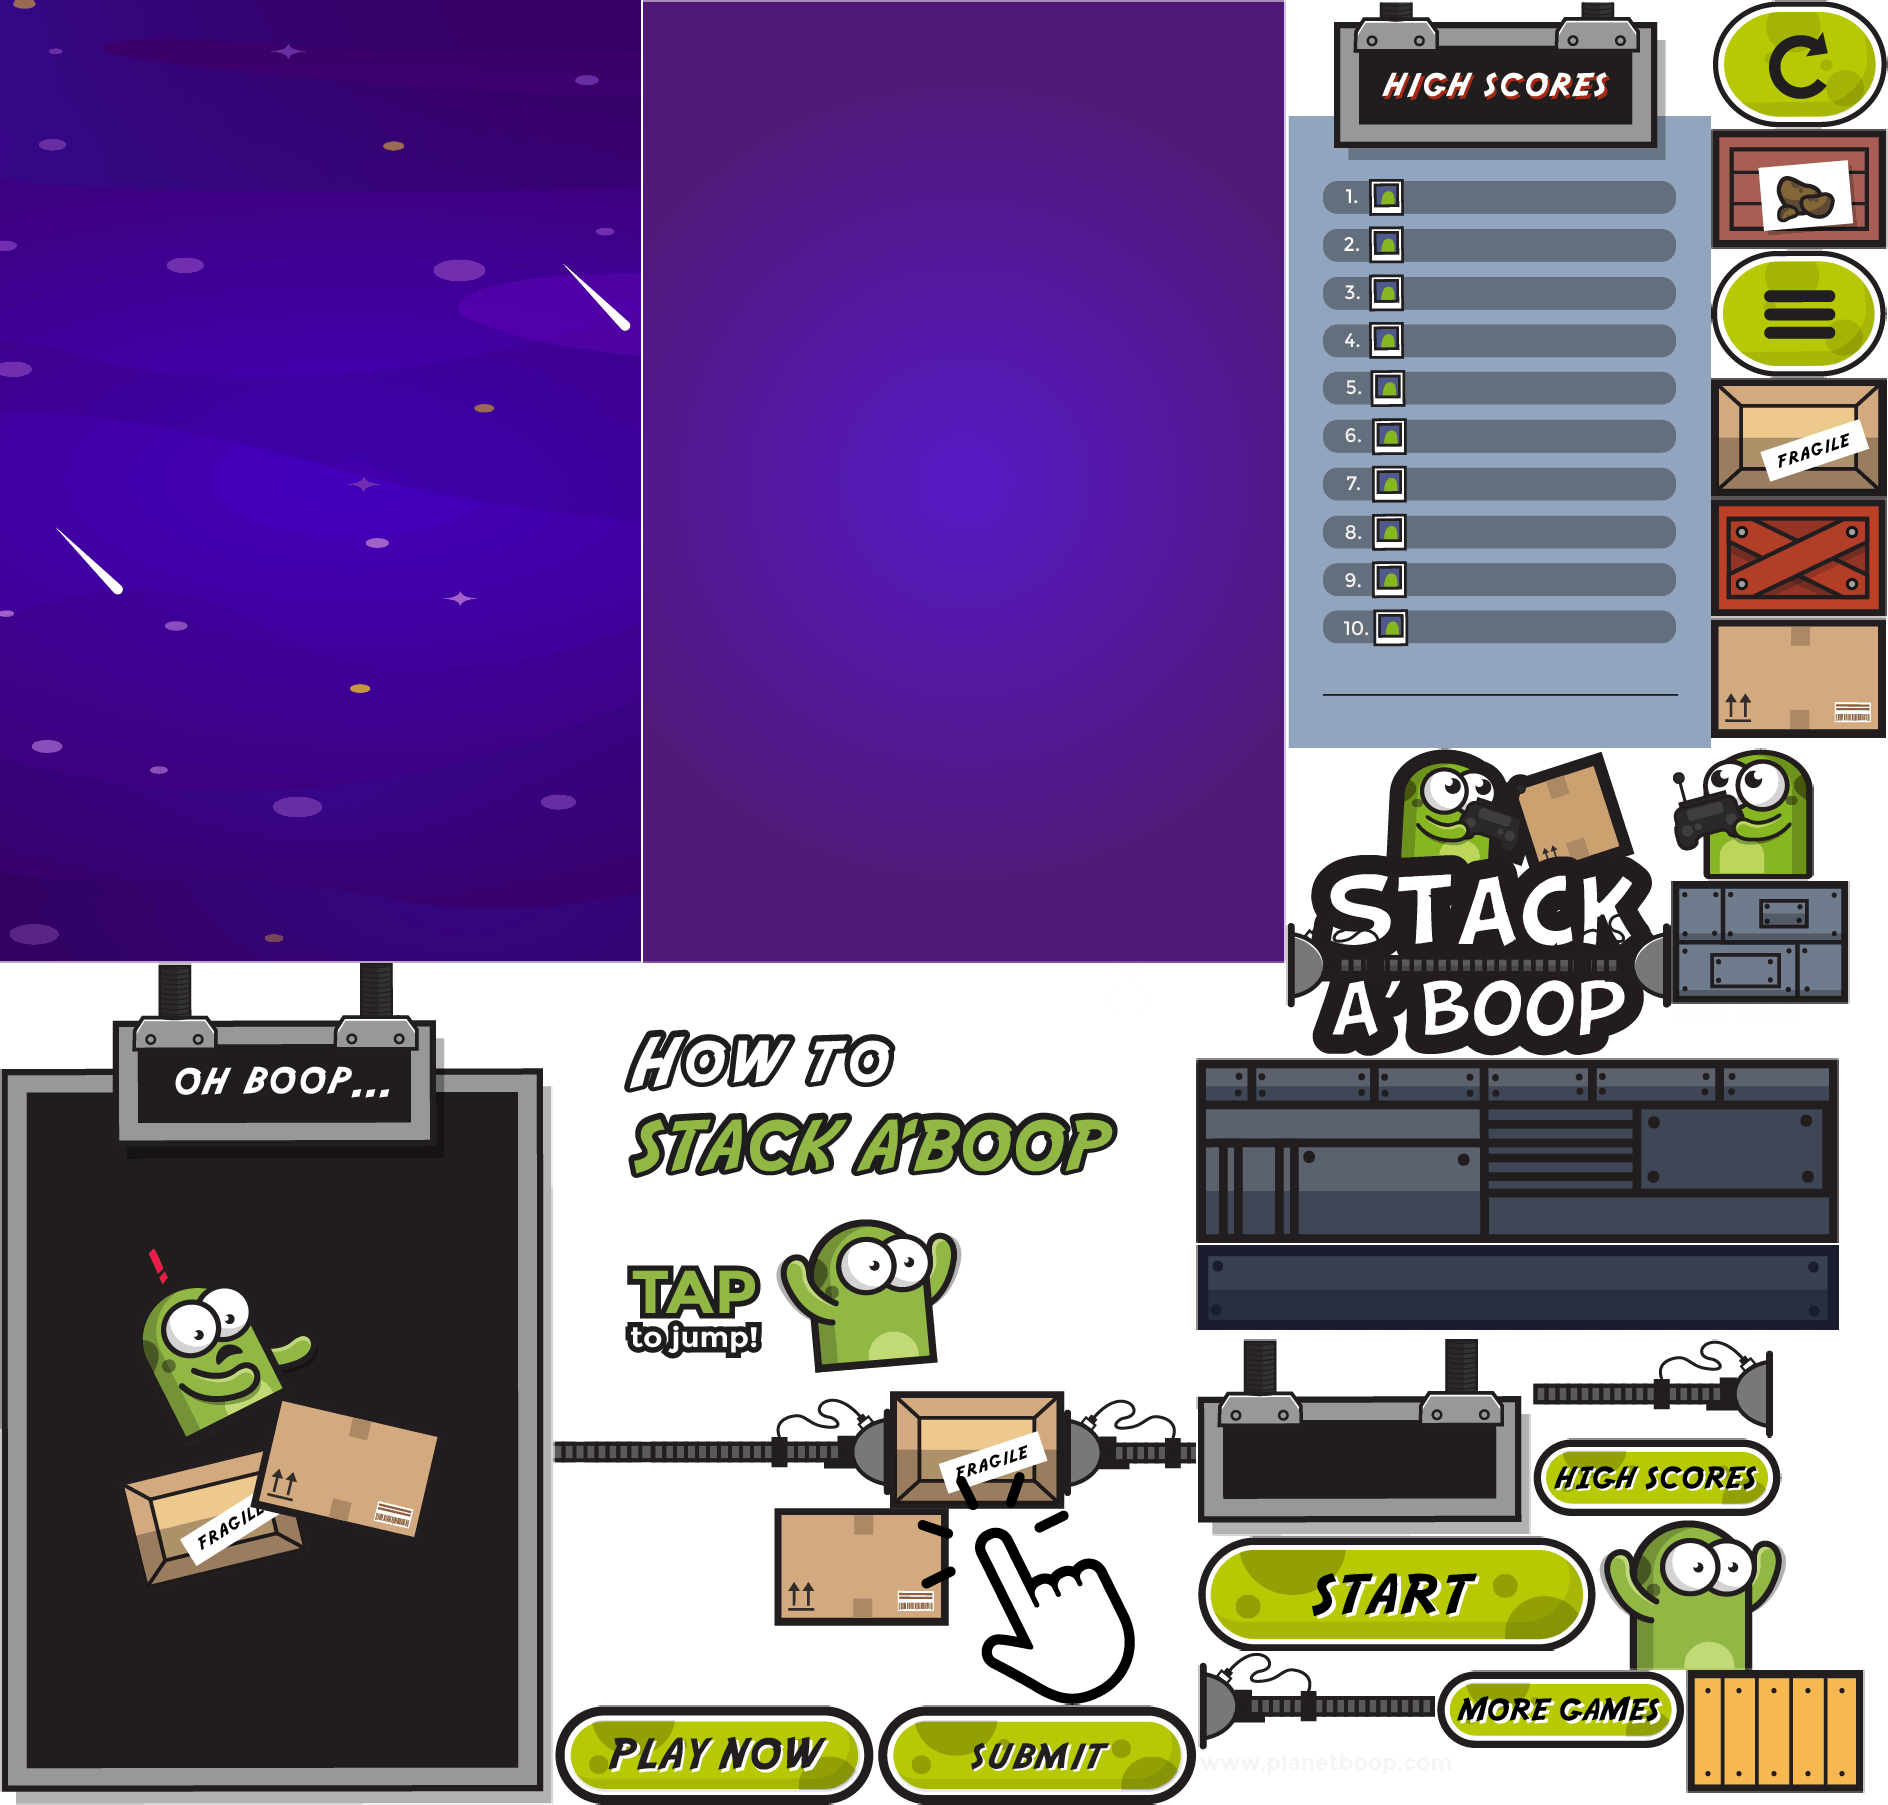 HIGH SCORES
1.
2.
3.
4.
5.
6.
7.
8.
9.
10.
FRAGILE
STACK
A'BOOP
OH BOOP...
FRAGILE
HOW TO
STACK A'BOOP
TAP
to jump!
FRAGILE
HIGH SCORES
START
MORE GAMES
PLAY NOW
SUBMIT
www.planetboop.com